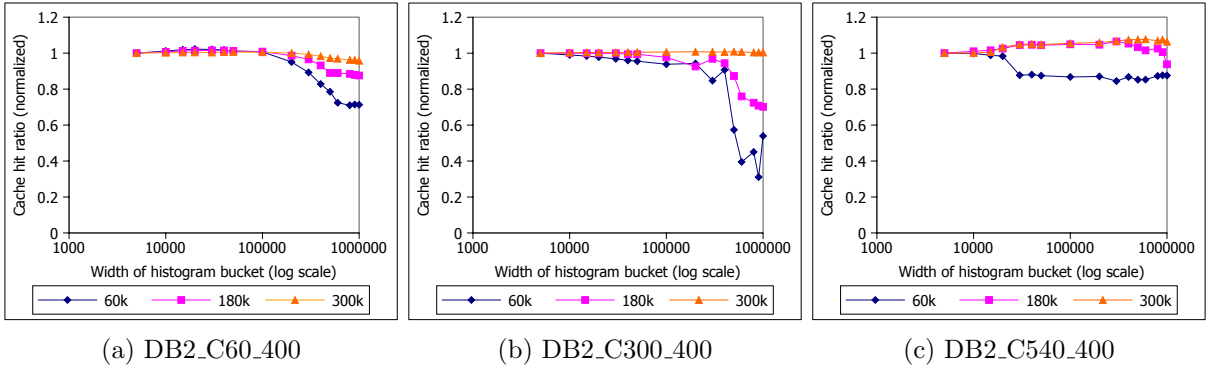 Cache hit ratio (normalized)
1.2
1
0.8
0.6
0.4
0.2
0
1000 10000 100000 1000000
Width of histogram bucket (log scale)
60k 180k 300k
(a) DB2_C60_400
Cache hit ratio (normalized)
1.2
1
0.8
0.6
0.4
0.2
0
1000 10000 100000 1000000
Width of histogram bucket (log scale)
60k 180k 300k
(b) DB2_C300_400
Cache hit ratio (normalized)
1.2
1
0.8
0.6
0.4
0.2
0
1000 10000 100000 1000000
Width of histogram bucket (log scale)
60k 180k 300k
(c) DB2_C540_400